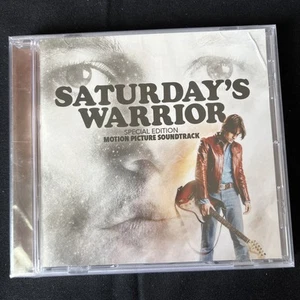 SATURDAY'S
WARRIOR
SPECIAL EDITION
MOTION PICTURE SOUNDTRACK